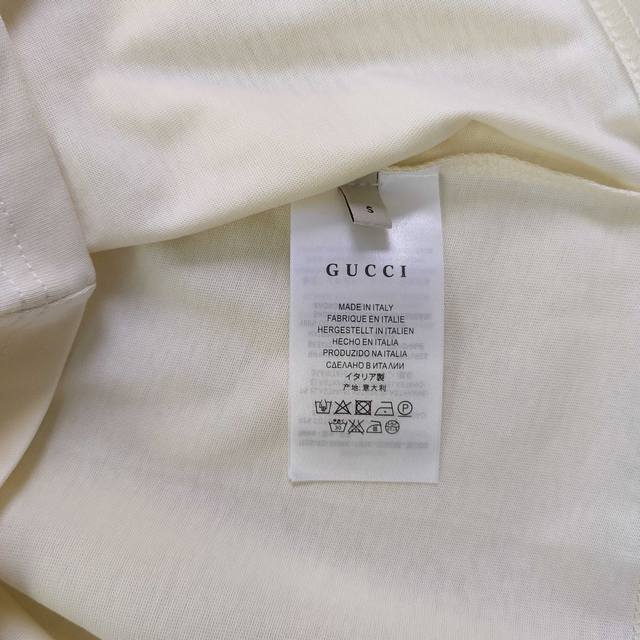 S
GUCCI
MADE IN ITALY
FABRIQUE EN ITALIE
HERGESTELLT IN ITALIEN
HECHO EN ITALIA
PRODUZIDO NA ITALIA
СДЕЛАНО В ИТАЛИИ
イタリア製
产地:意大利
P
30